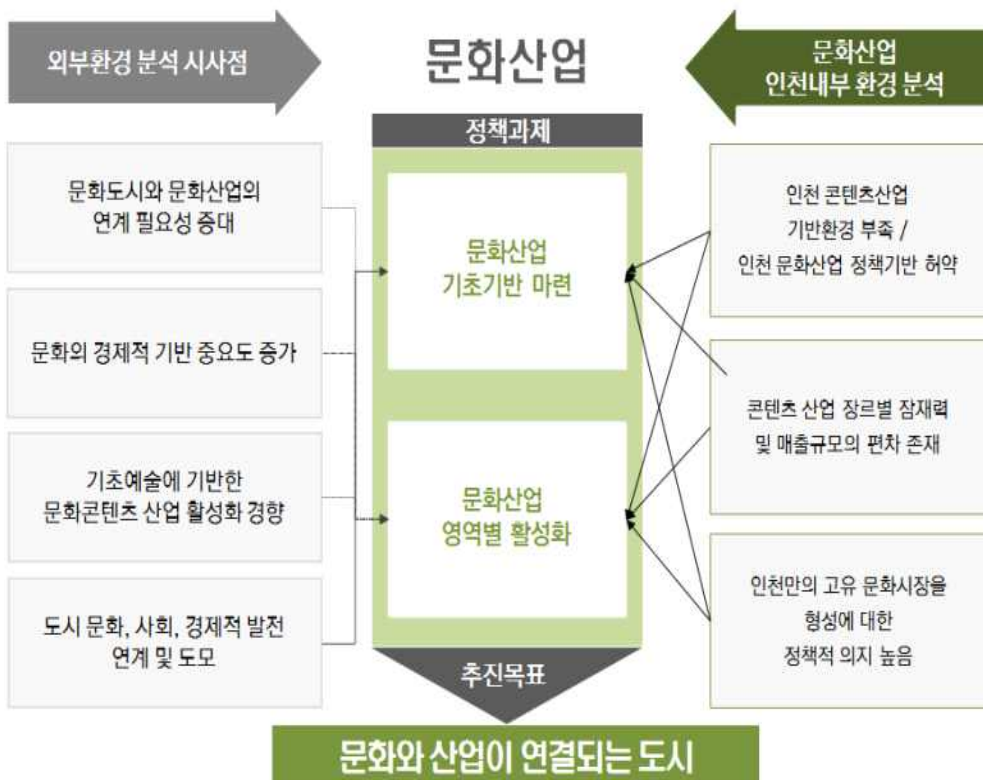 외부환경 분석 시사점
문화산업
문화산업
인천내부 환경 분석
정책과제
문화도시와 문화산업의
연계 필요성 증대
문화의 경제적 기반 중요도 증가
기초예술에 기반한
문화콘텐츠 산업 활성화 경향
도시 문화, 사회, 경제적 발전
연계 및 도모
문화산업
기초기반 마련
문화산업
영역별 활성화
인천 콘텐츠산업
기반환경 부족 /
인천 문화산업 정책기반 허약
콘텐츠 산업 장르별 잠재력
및 매출규모의 편차 존재
인천만의 고유 문화시장을
형성에 대한
정책적 의지 높음
추진목표
문화와 산업이 연결되는 도시